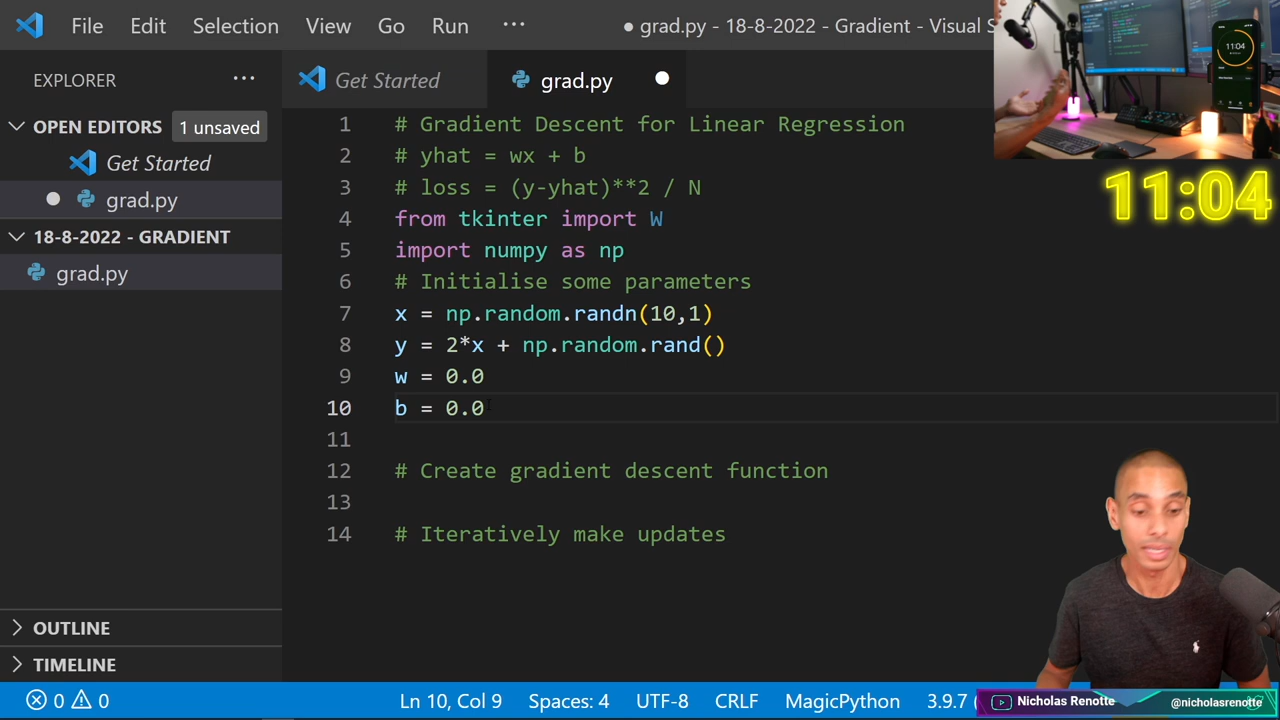 File Edit Selection View Go Run ··· ● grad.py - 18-8-2022 - Gradient - Visual S
11:04
11:04
EXPLORER ···
Get Started
grad.py ●
OPEN EDITORS 1 unsaved
Get Started
● grad.py
18-8-2022 - GRADIENT
grad.py
1 # Gradient Descent for Linear Regression
2 # yhat = wx + b
3 # loss = (y-yhat)**2 / N
4 from tkinter import W
5 import numpy as np
6 # Initialise some parameters
7 x = np.random.randn(10,1)
8 y = 2*x + np.random.rand()
9 w = 0.0
10 b = 0.0
11
12 # Create gradient descent function
13
14 # Iteratively make updates
OUTLINE
TIMELINE
0 0 Ln 10, Col 9 Spaces: 4 UTF-8 CRLF MagicPython 3.9.7 (
Nicholas Renotte @nicholasrenotte